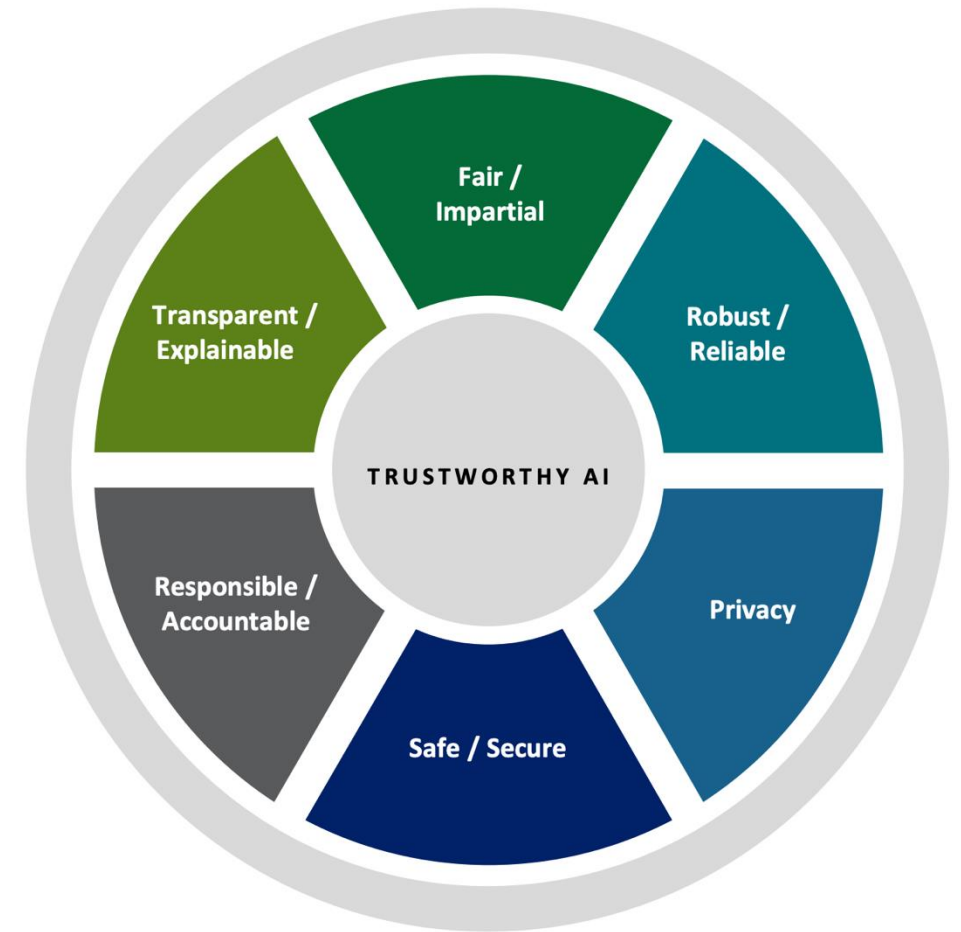 Fair /
Impartial
Transparent /
Explainable
Robust /
Reliable
TRUSTWORTHY AI
Responsible /
Accountable
Privacy
Safe / Secure